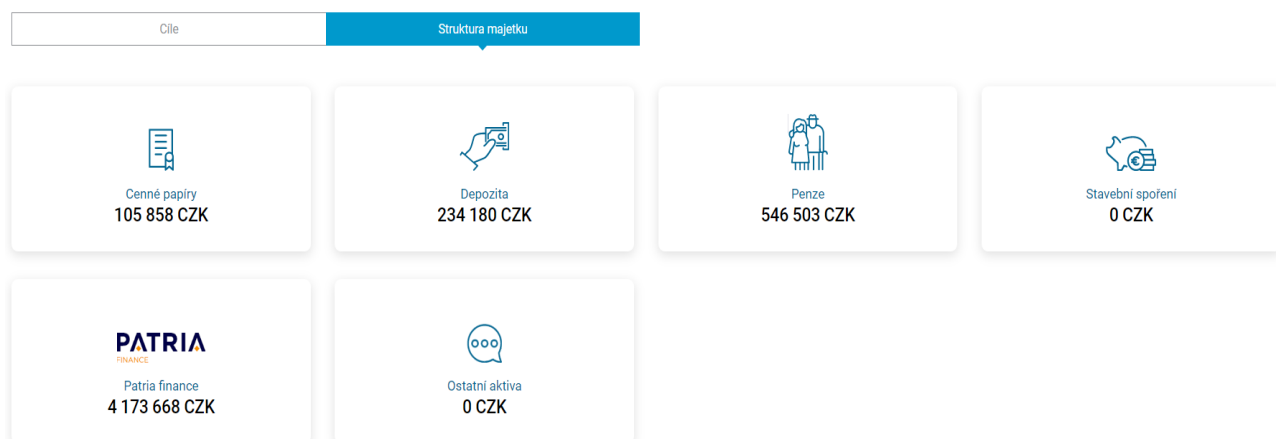 Cíle
Struktura majetku
Cenné papíry
105 858 CZK
Depozita
234 180 CZK
Penze
546 503 CZK
Stavební spoření
0 CZK
PATRIA
FINANCE
Patria finance
4 173 668 CZK
Ostatní aktiva
0 CZK